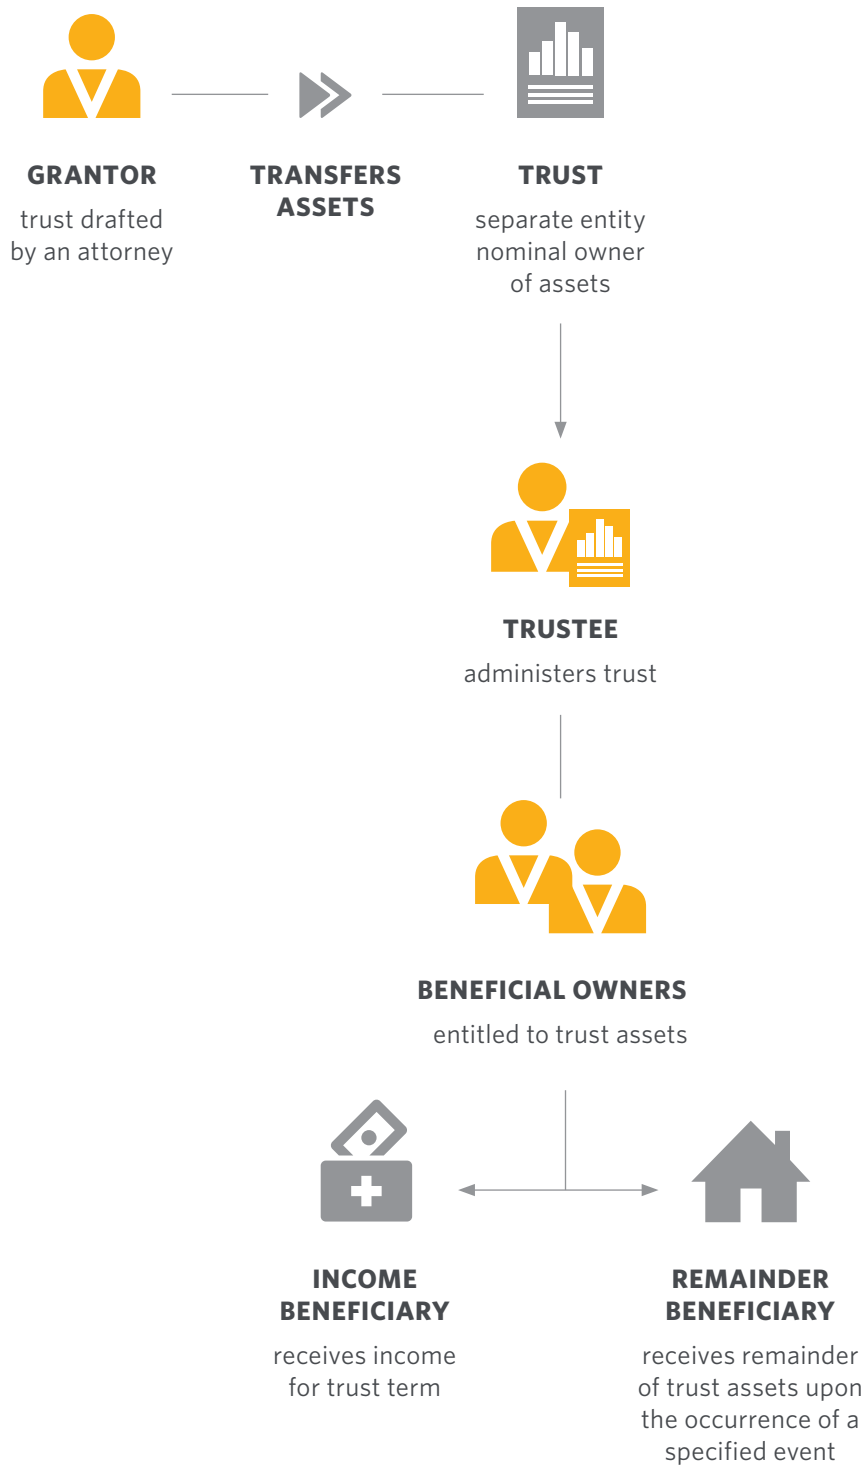 GRANTOR
trust drafted
by an attorney
TRANSFERS
ASSETS
TRUST
separate entity
nominal owner
of assets
TRUSTEE
administers trust
BENEFICIAL OWNERS
entitled to trust assets
INCOME
BENEFICIARY
receives income
for trust term
REMAINDER
BENEFICIARY
receives remainder
of trust assets upon
the occurrence of a
specified event